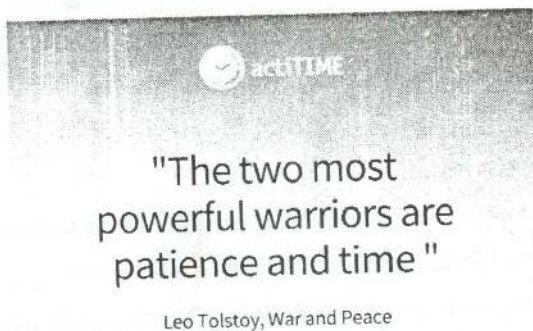 actiTIME
"The two most
powerful warriors are
patience and time "
Leo Tolstoy, War and Peace